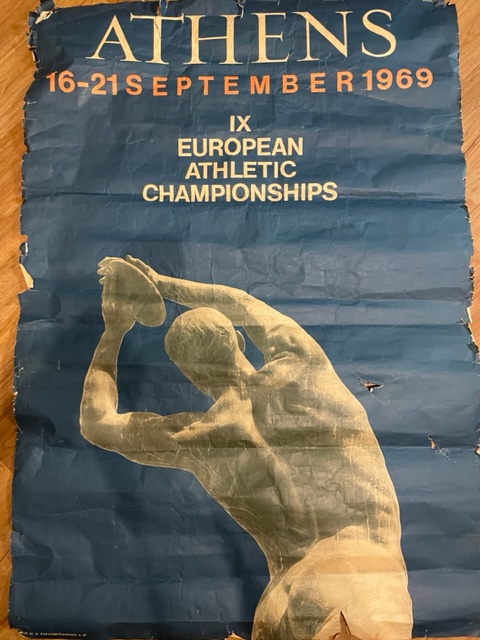 ATHENS
16-21 SEPTEMBER 1969
IX
EUROPEAN
ATHLETIC
CHAMPIONSHIPS